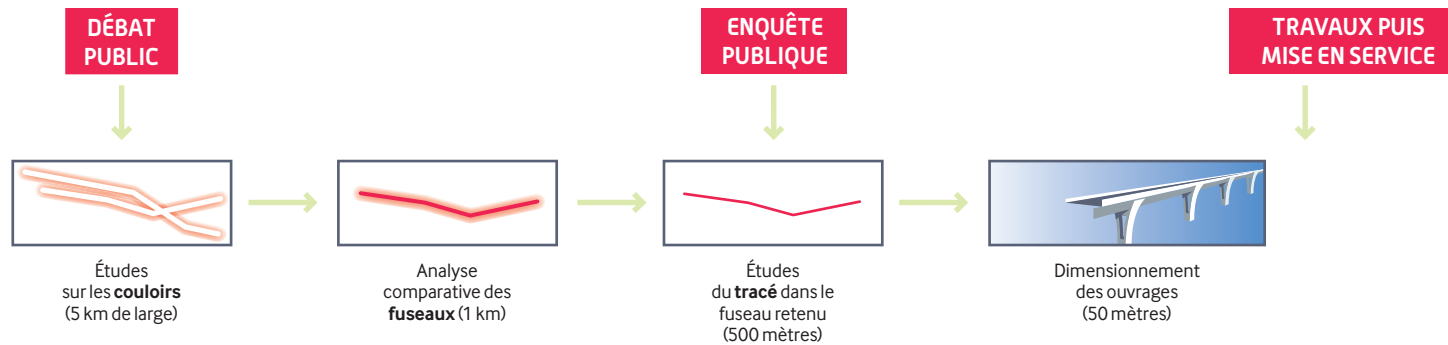 DÉBAT
PUBLIC
ENQUÊTE
PUBLIQUE
TRAVAUX PUIS
MISE EN SERVICE
Études
sur les couloirs
(5 km de large)
Analyse
comparative des
fuseaux (1 km)
Études
du tracé dans le
fuseau retenu
(500 mètres)
Dimensionnement
des ouvrages
(50 mètres)